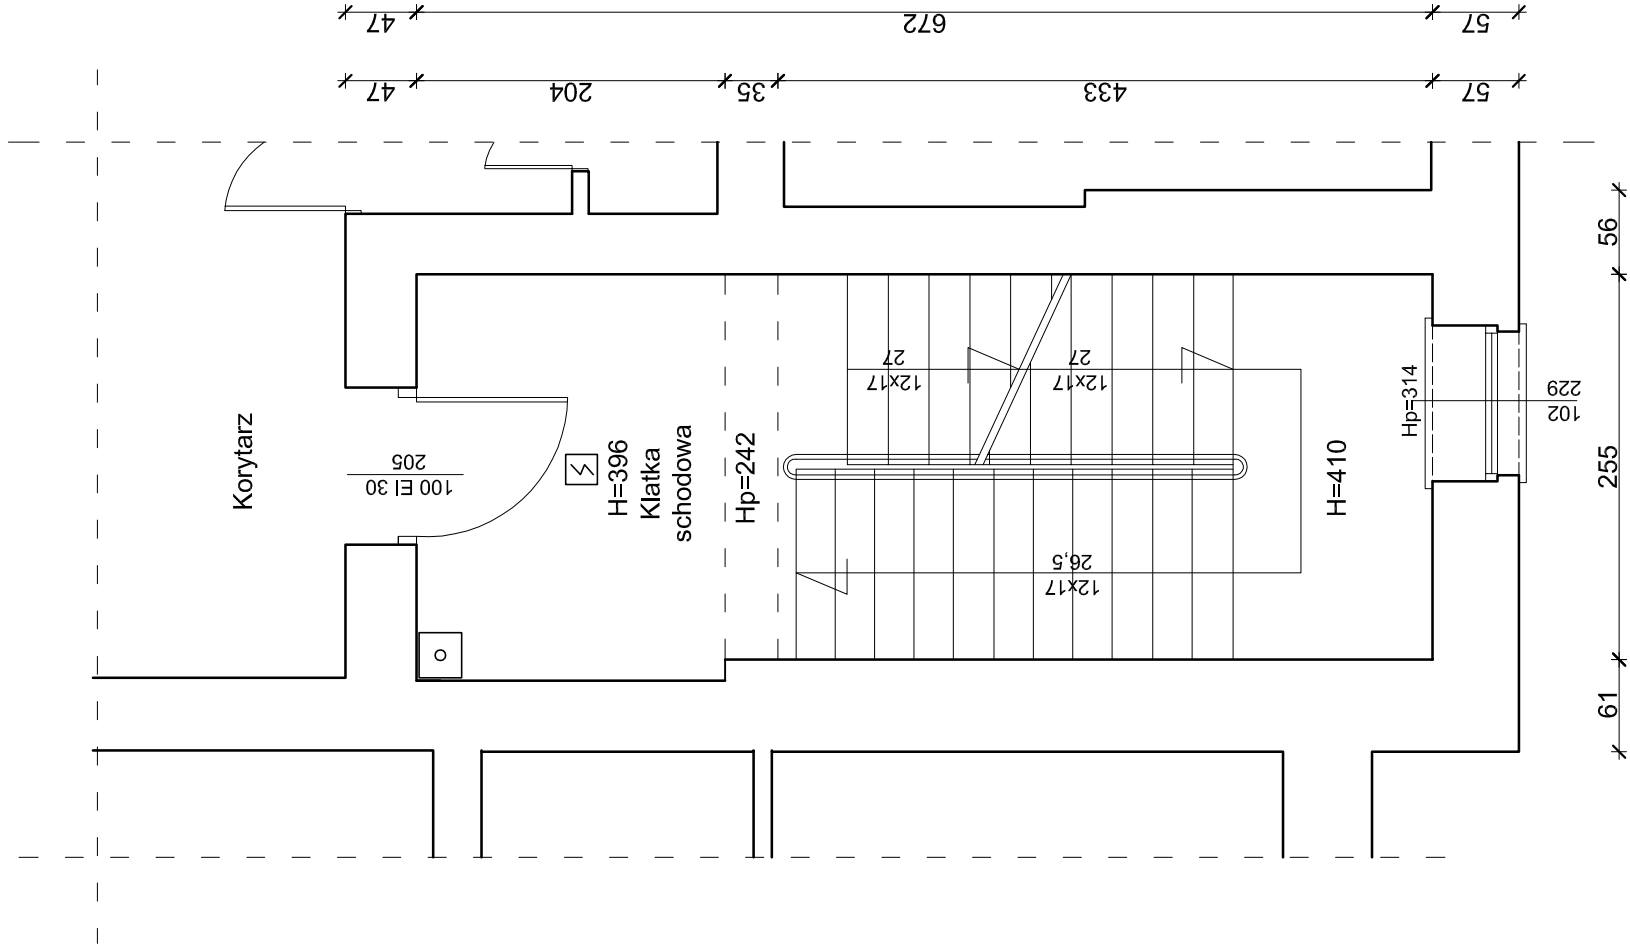 47
672
57
47
204
35
433
57
56
255
61
Korytarz
100 EI 30
205
H=396
Klatka
schodowa
Hp=242
12x17
27
12x17
27
12x17
26,5
H=410
Hp=314
102
229